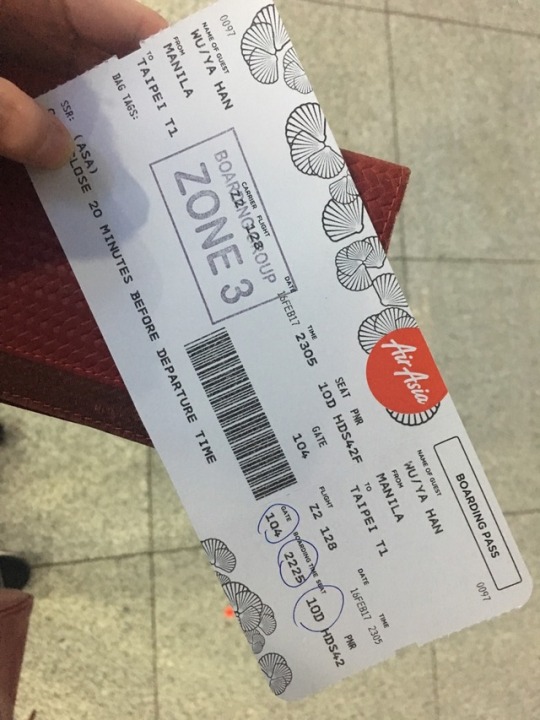 0097
NAME OF GUEST
WU/YA HAN
FROM
MANILA
TO
TAIPEI T1
BAG TAGS:
SSR: (ASA)
CLOSE 20 MINUTES BEFORE DEPARTURE TIME
CARRIER FLIGHT
Z2 128
BOARDING GROUP
ZONE 3
DATE TIME
16FEB17 2305
SEAT PNR
10D HDS42F
GATE
104
AirAsia
BOARDING PASS
0097
NAME OF GUEST
WU/YA HAN
FROM
MANILA
TO
TAIPEI T1
FLIGHT
Z2 128
DATE TIME
16FEB17 2305
GATE BOARDING TIME SEAT PNR
104 2225 10D HDS42